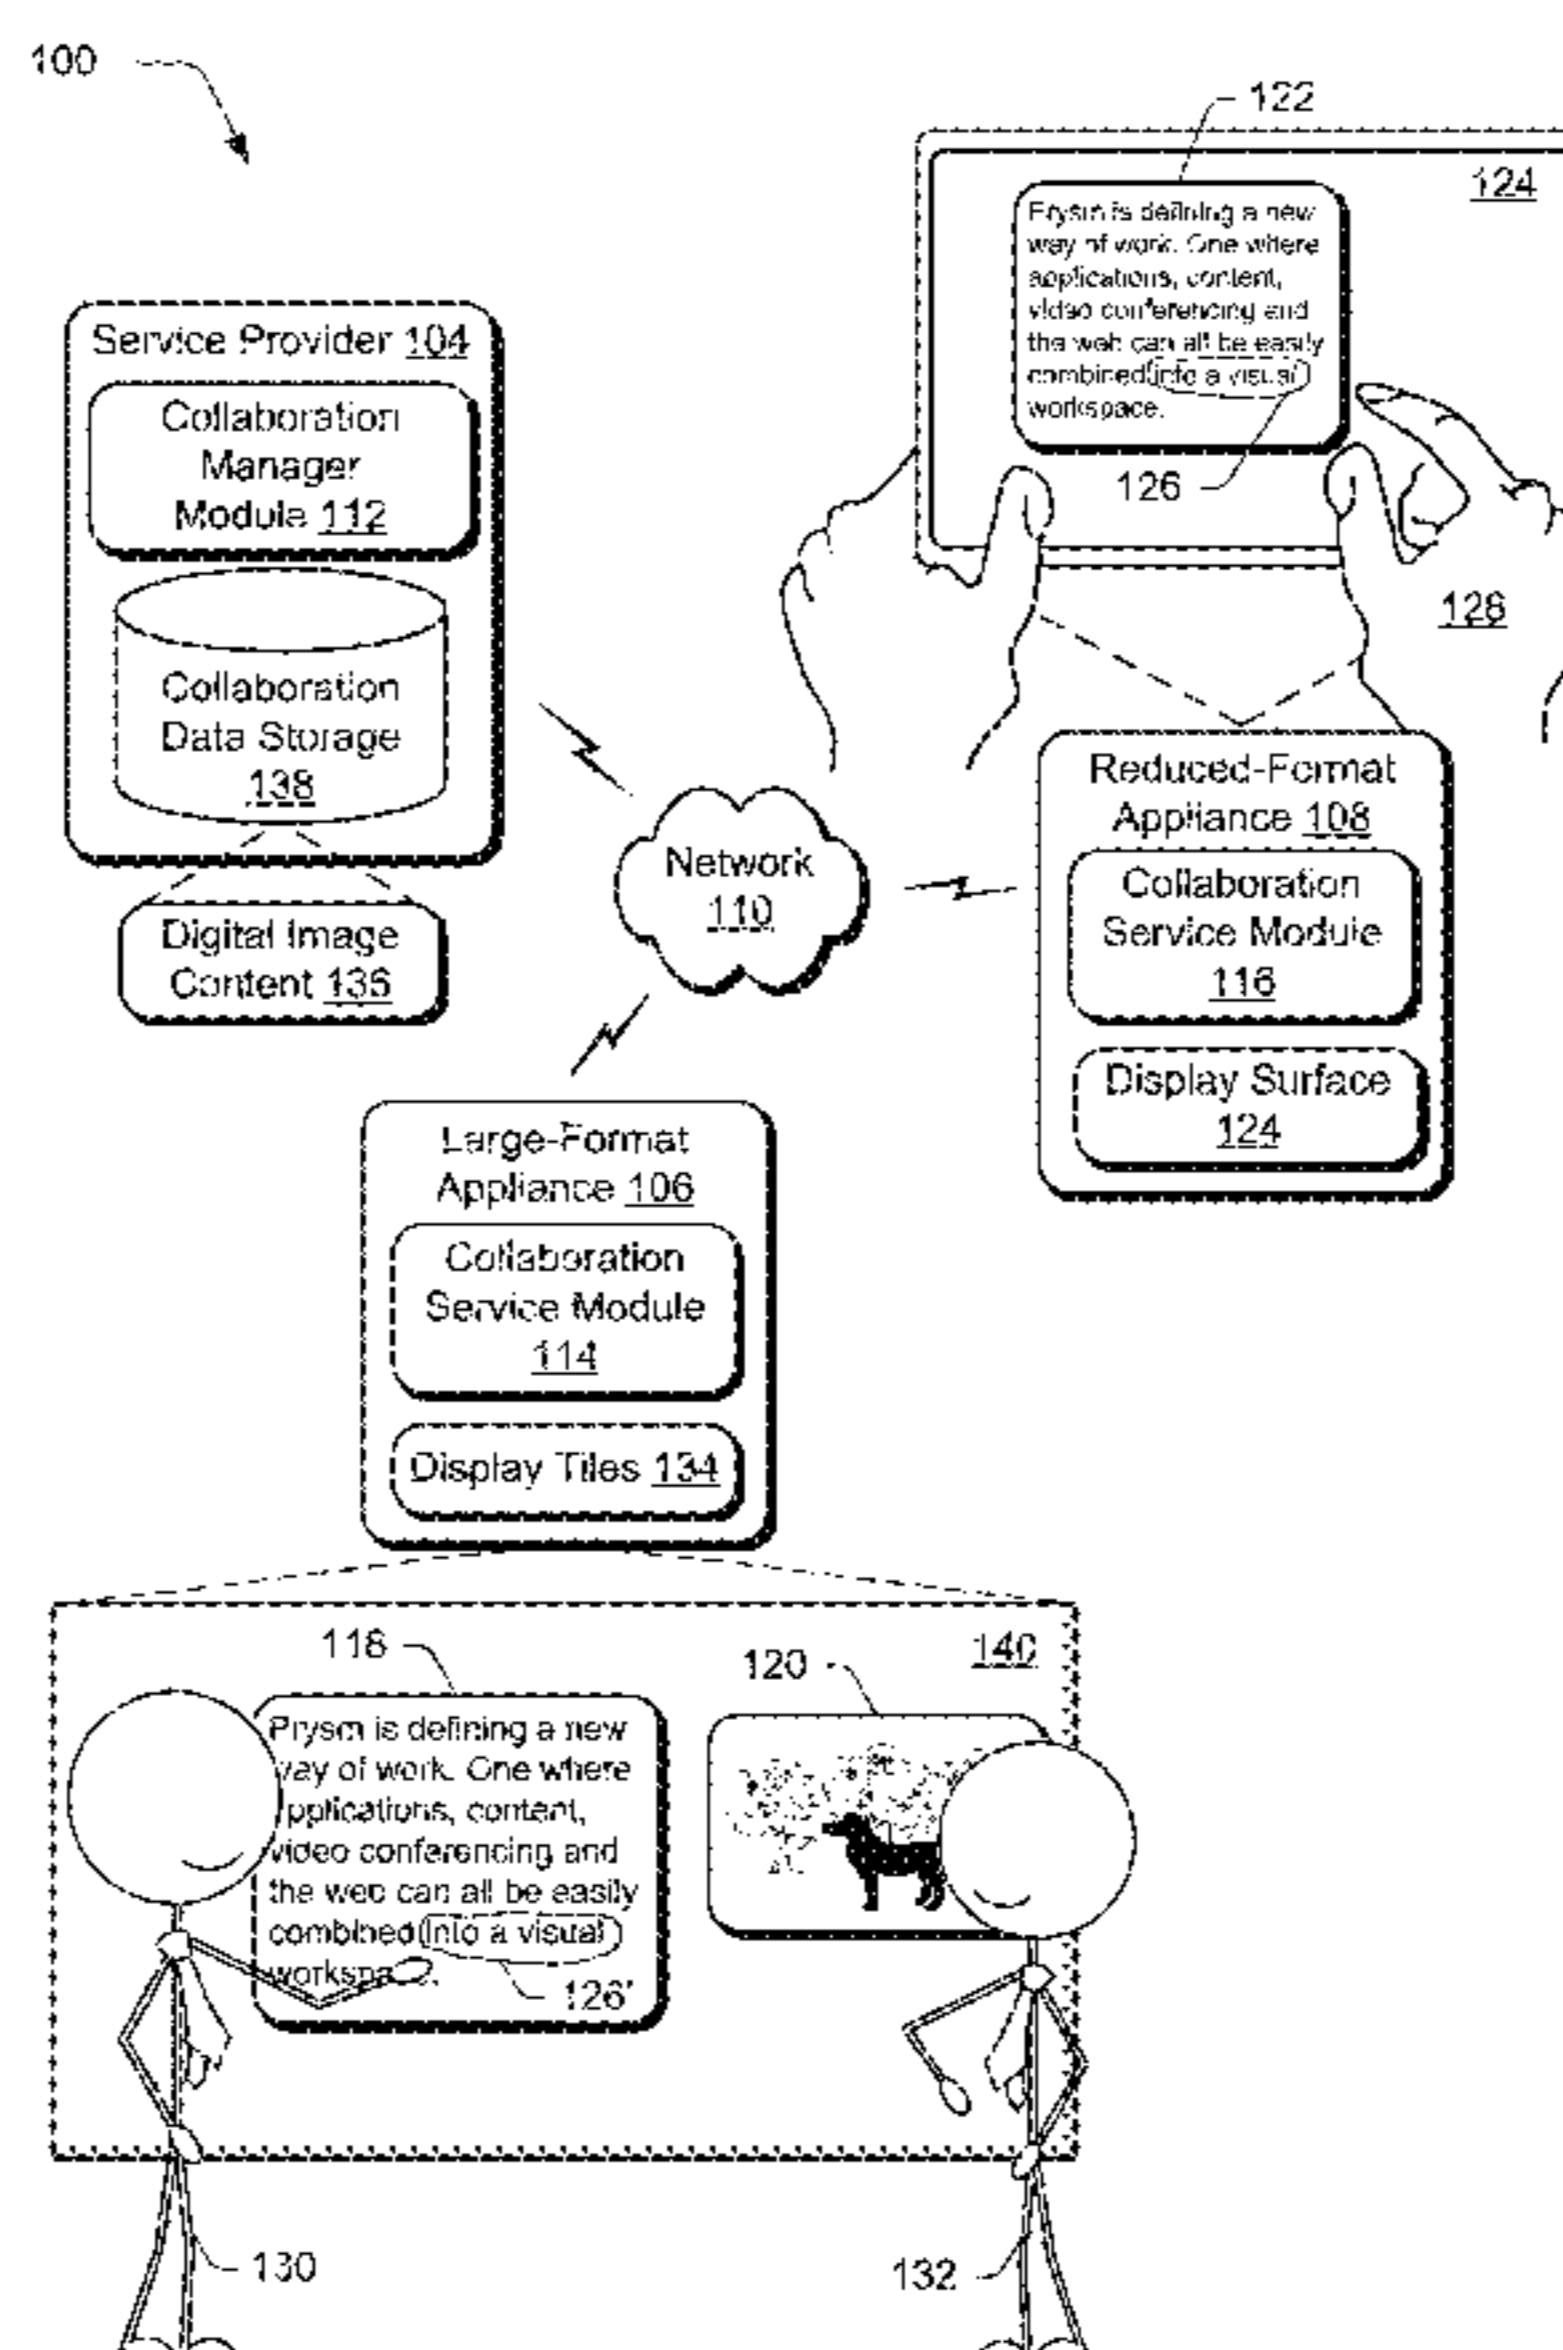 100
122
124
Prysm is defining a new
way of work. One where
applications, content,
video conferencing and
the web can all be easily
combined into a visual
workspace.
126
128
Service Provider 104
Collaboration
Manager
Module 112
Collaboration
Data Storage
138
Digital Image
Content 136
Network
110
Reduced-Format
Appliance 108
Collaboration
Service Module
116
Display Surface
124
Large-Format
Appliance 106
Collaboration
Service Module
114
Display Tiles 134
118
120
140
Prysm is defining a new
way of work. One where
applications, content,
video conferencing and
the web can all be easily
combined into a visual
126'
130
132